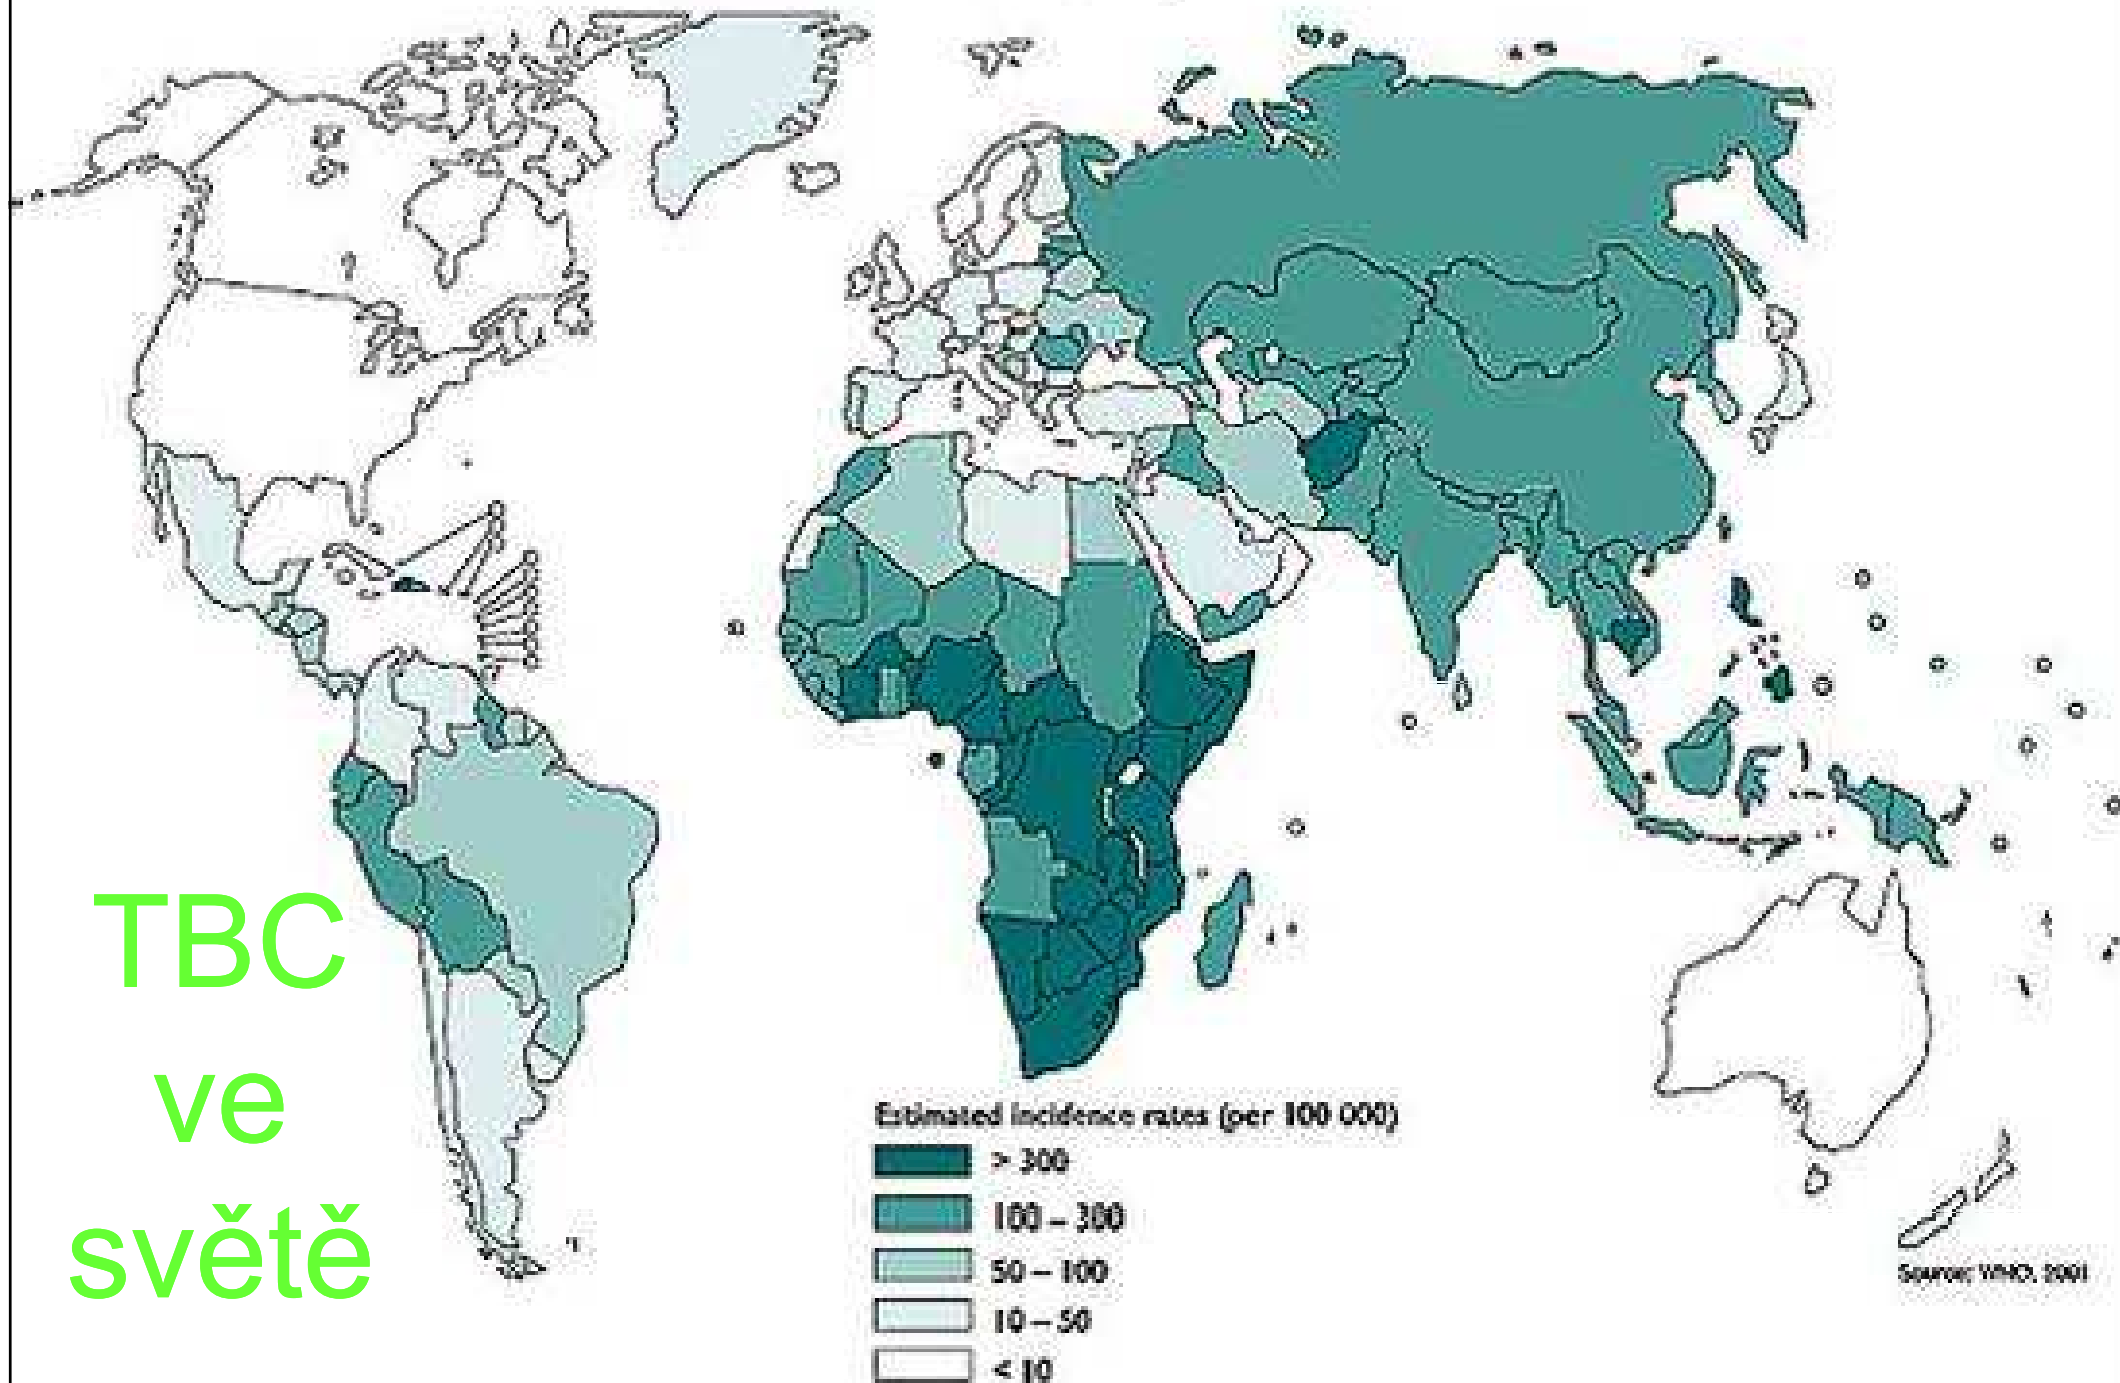 TBC
ve
světě
Estimated incidence rates (per 100 000)
> 300
100 – 300
50 – 100
10 – 50
< 10
Source: WHO, 2001